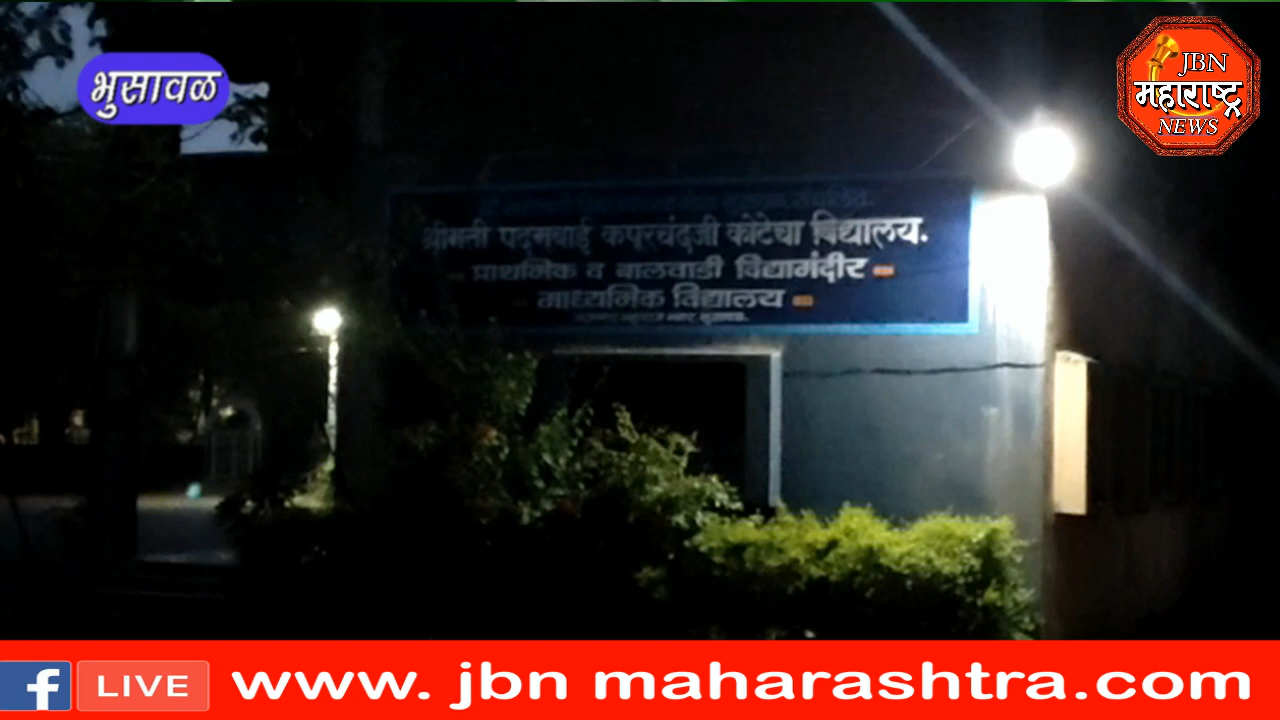 भुसावळ
JBN
महाराष्ट्र
NEWS
श्रीमती पदमबाई कपुरचंदजी कोटेचा विद्यालय.
प्राथमिक व बालवाडी विद्यामंदीर
माध्यमिक विद्यालय
f LIVE www. jbn maharashtra.com